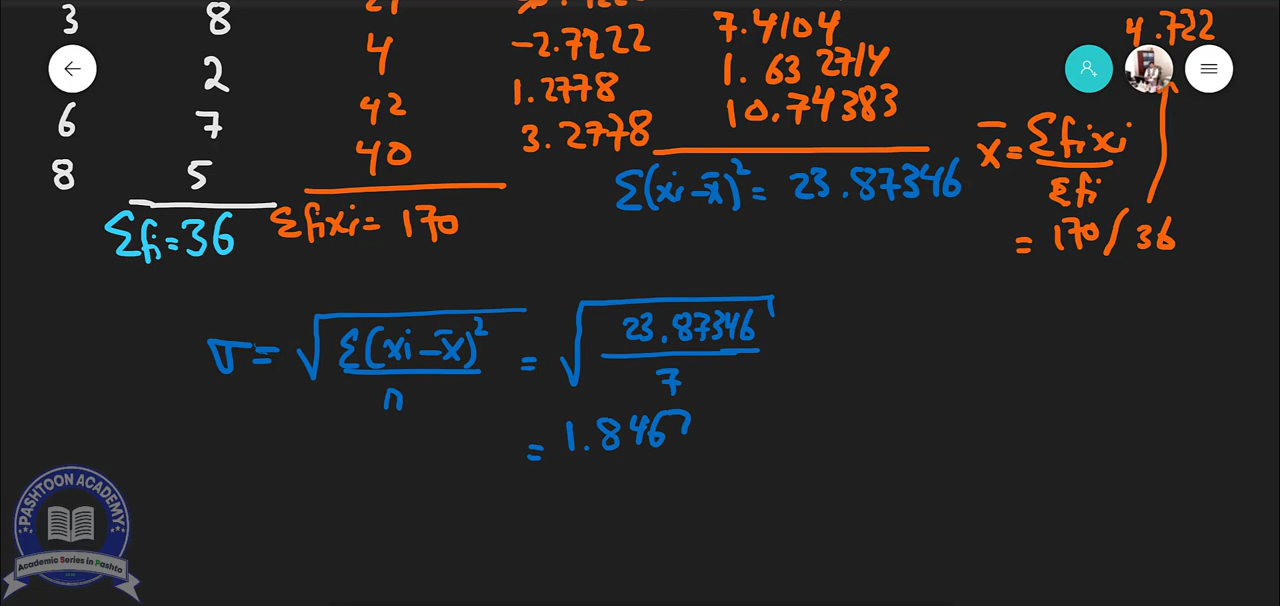 3 8 4 -2.7222 7.4104 4.722
2 1.2778 1.632714
6 7 42 3.2778 10.74383 x̄ = Σfixi / Σfi
8 5 40
Σ(xi-x̄)² = 23.87346
Σfi=36 Σfixi= 170 = 170/36
σ = √(Σ(xi-x̄)² / n) = √(23.87346 / 7)
= 1.8467
PASHTOON ACADEMY
Academic Series in Pashto